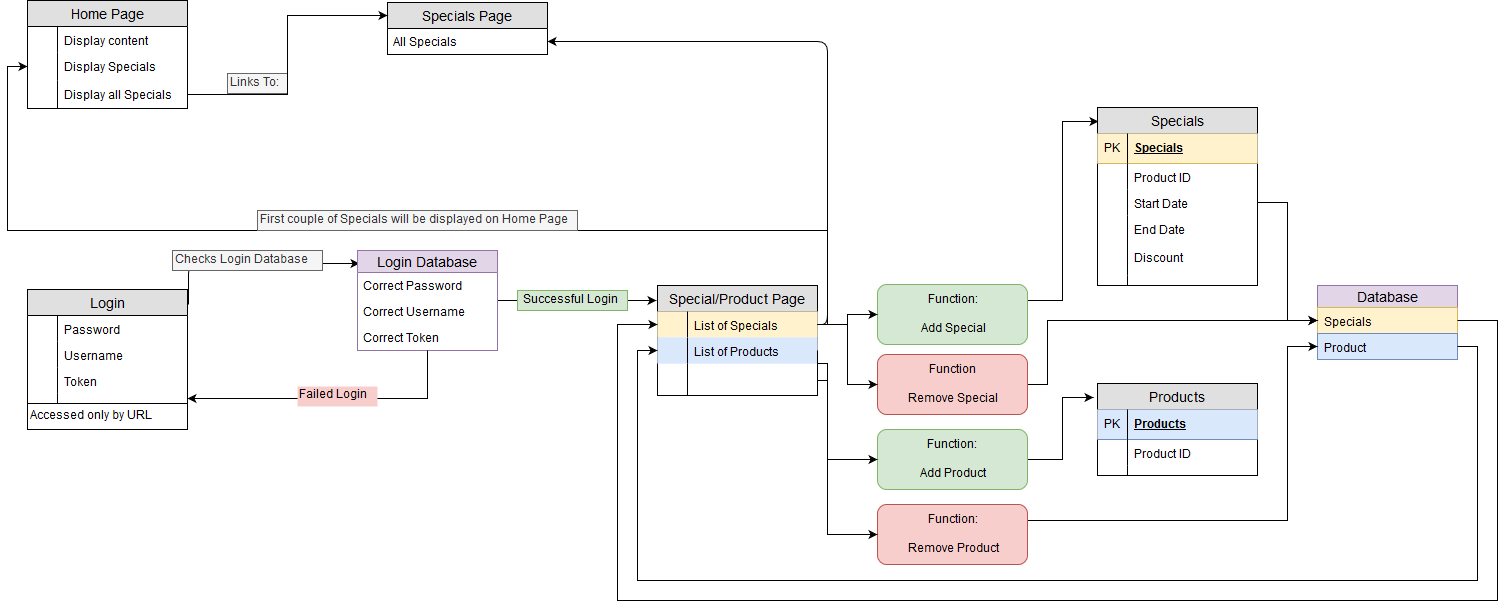 Home Page
Display content
Display Specials
Display all Specials
Links To:
Specials Page
All Specials
First couple of Specials will be displayed on Home Page
Checks Login Database
Login
Password
Username
Token
Accessed only by URL
Login Database
Correct Password
Correct Username
Correct Token
Failed Login
Successful Login
Special/Product Page
List of Specials
List of Products
Function:
Add Special
Function
Remove Special
Function:
Add Product
Function:
Remove Product
Specials
PK Specials
Product ID
Start Date
End Date
Discount
Products
PK Products
Product ID
Database
Specials
Product